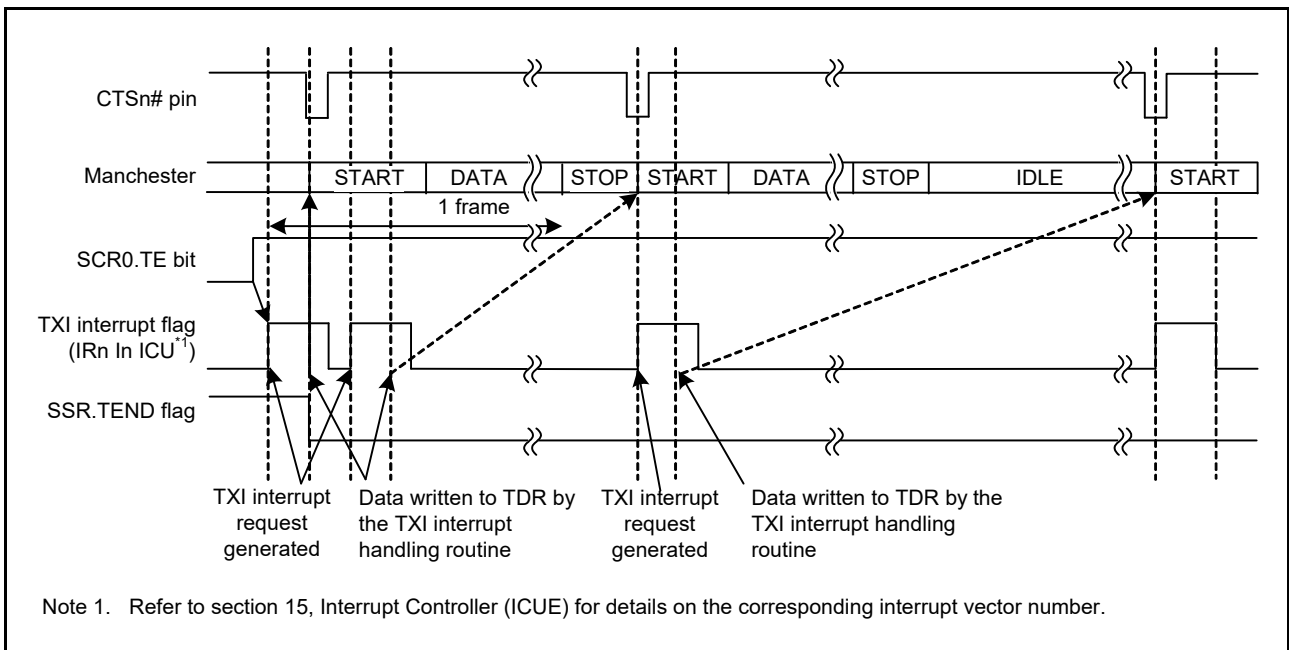 CTSn# pin
Manchester
START
DATA
STOP
START
DATA
STOP
IDLE
START
1 frame
SCR0.TE bit
TXI interrupt flag
(IRn In ICU*1)
SSR.TEND flag
TXI interrupt
request
generated
Data written to TDR by
the TXI interrupt
handling routine
TXI interrupt
request
generated
Data written to TDR by the
TXI interrupt handling
routine
Note 1. Refer to section 15, Interrupt Controller (ICUE) for details on the corresponding interrupt vector number.